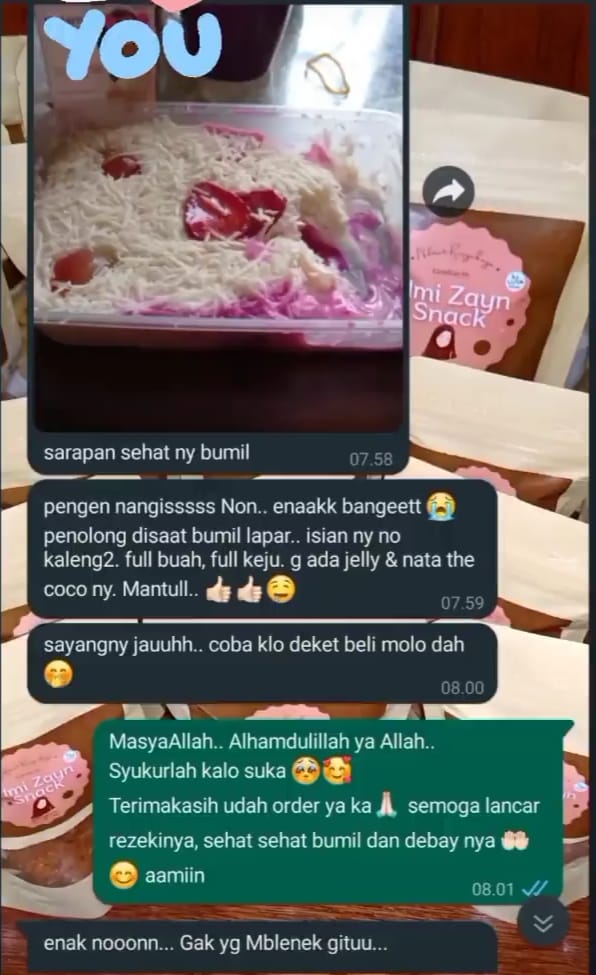 YOU
sarapan sehat ny bumil
07.58
pengen nangisssss Non.. enaakk bangeett 😭
penolong disaat bumil lapar.. isian ny no
kaleng2. full buah, full keju. g ada jelly & nata the
coco ny. Mantull.. 👍🏻👍🏻🤤
07.59
sayangny jauuhh.. coba klo deket beli molo dah
🤭
08.00
MasyaAllah.. Alhamdulillah ya Allah..
Syukurlah kalo suka 🥺🥰
Terimakasih udah order ya ka🙏🏻 semoga lancar
rezekinya, sehat sehat bumil dan debay nya 🤲🏻
😊 aamiin
08.01
enak nooonn... Gak yg Mblenek gituu...
mi Zayn
Snack
mi Zayn
Snack